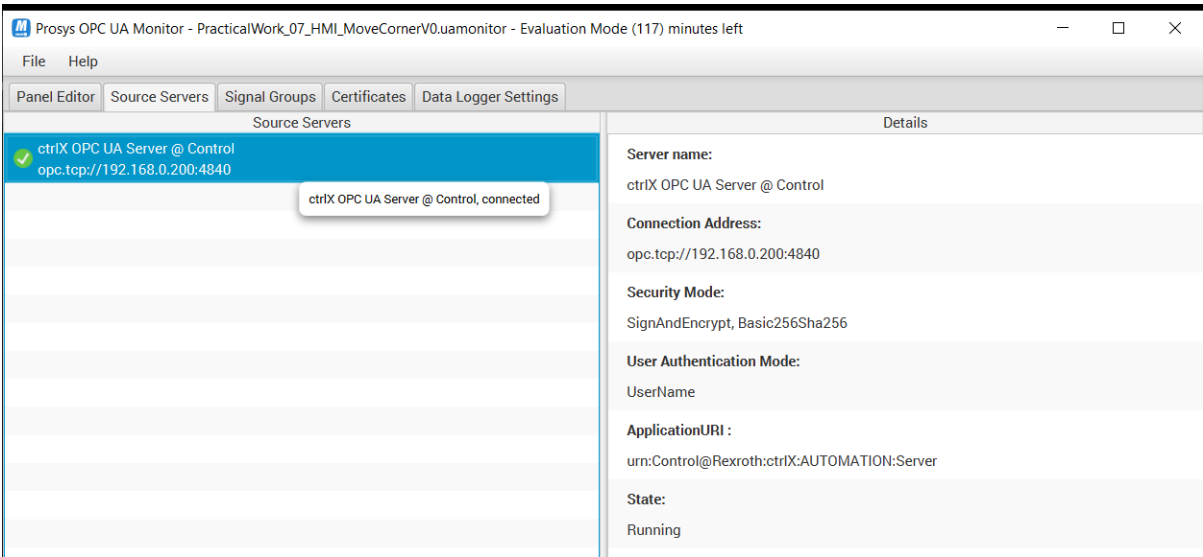 Prosys OPC UA Monitor - PracticalWork_07_HMI_MoveCornerV0.uamonitor - Evaluation Mode (117) minutes left
File Help
Panel Editor Source Servers Signal Groups Certificates Data Logger Settings
Source Servers
ctrlX OPC UA Server @ Control
opc.tcp://192.168.0.200:4840
ctrlX OPC UA Server @ Control, connected
Details
Server name:
ctrlX OPC UA Server @ Control
Connection Address:
opc.tcp://192.168.0.200:4840
Security Mode:
SignAndEncrypt, Basic256Sha256
User Authentication Mode:
UserName
ApplicationURI :
urn:Control@Rexroth:ctrlX:AUTOMATION:Server
State:
Running